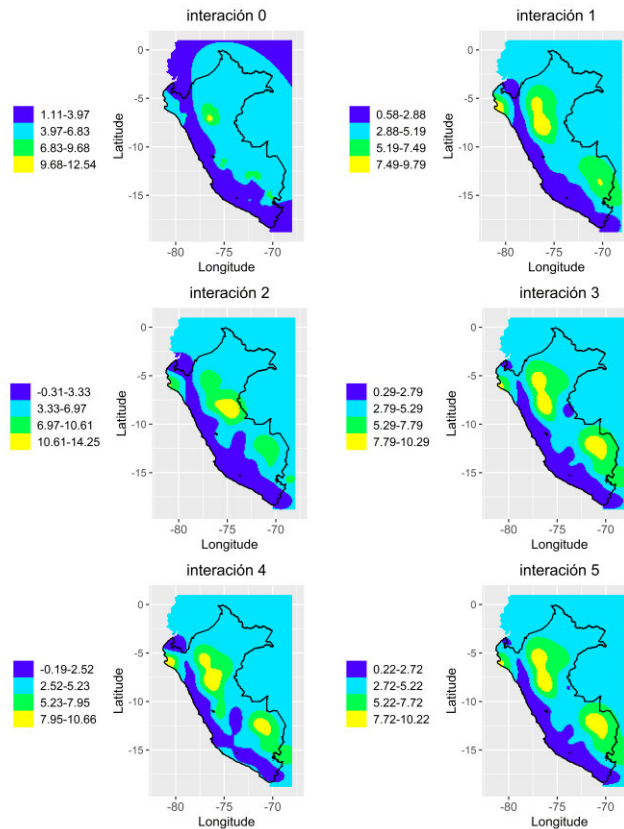 interación 0
1.11-3.97
3.97-6.83
6.83-9.68
9.68-12.54
Latitude
0
-5
-10
-15
-80 -75 -70
Longitude
interación 1
0.58-2.88
2.88-5.19
5.19-7.49
7.49-9.79
Latitude
0
-5
-10
-15
-80 -75 -70
Longitude
interación 2
-0.31-3.33
3.33-6.97
6.97-10.61
10.61-14.25
Latitude
0
-5
-10
-15
-80 -75 -70
Longitude
interación 3
0.29-2.79
2.79-5.29
5.29-7.79
7.79-10.29
Latitude
0
-5
-10
-15
-80 -75 -70
Longitude
interación 4
-0.19-2.52
2.52-5.23
5.23-7.95
7.95-10.66
Latitude
0
-5
-10
-15
-80 -75 -70
Longitude
interación 5
0.22-2.72
2.72-5.22
5.22-7.72
7.72-10.22
Latitude
0
-5
-10
-15
-80 -75 -70
Longitude